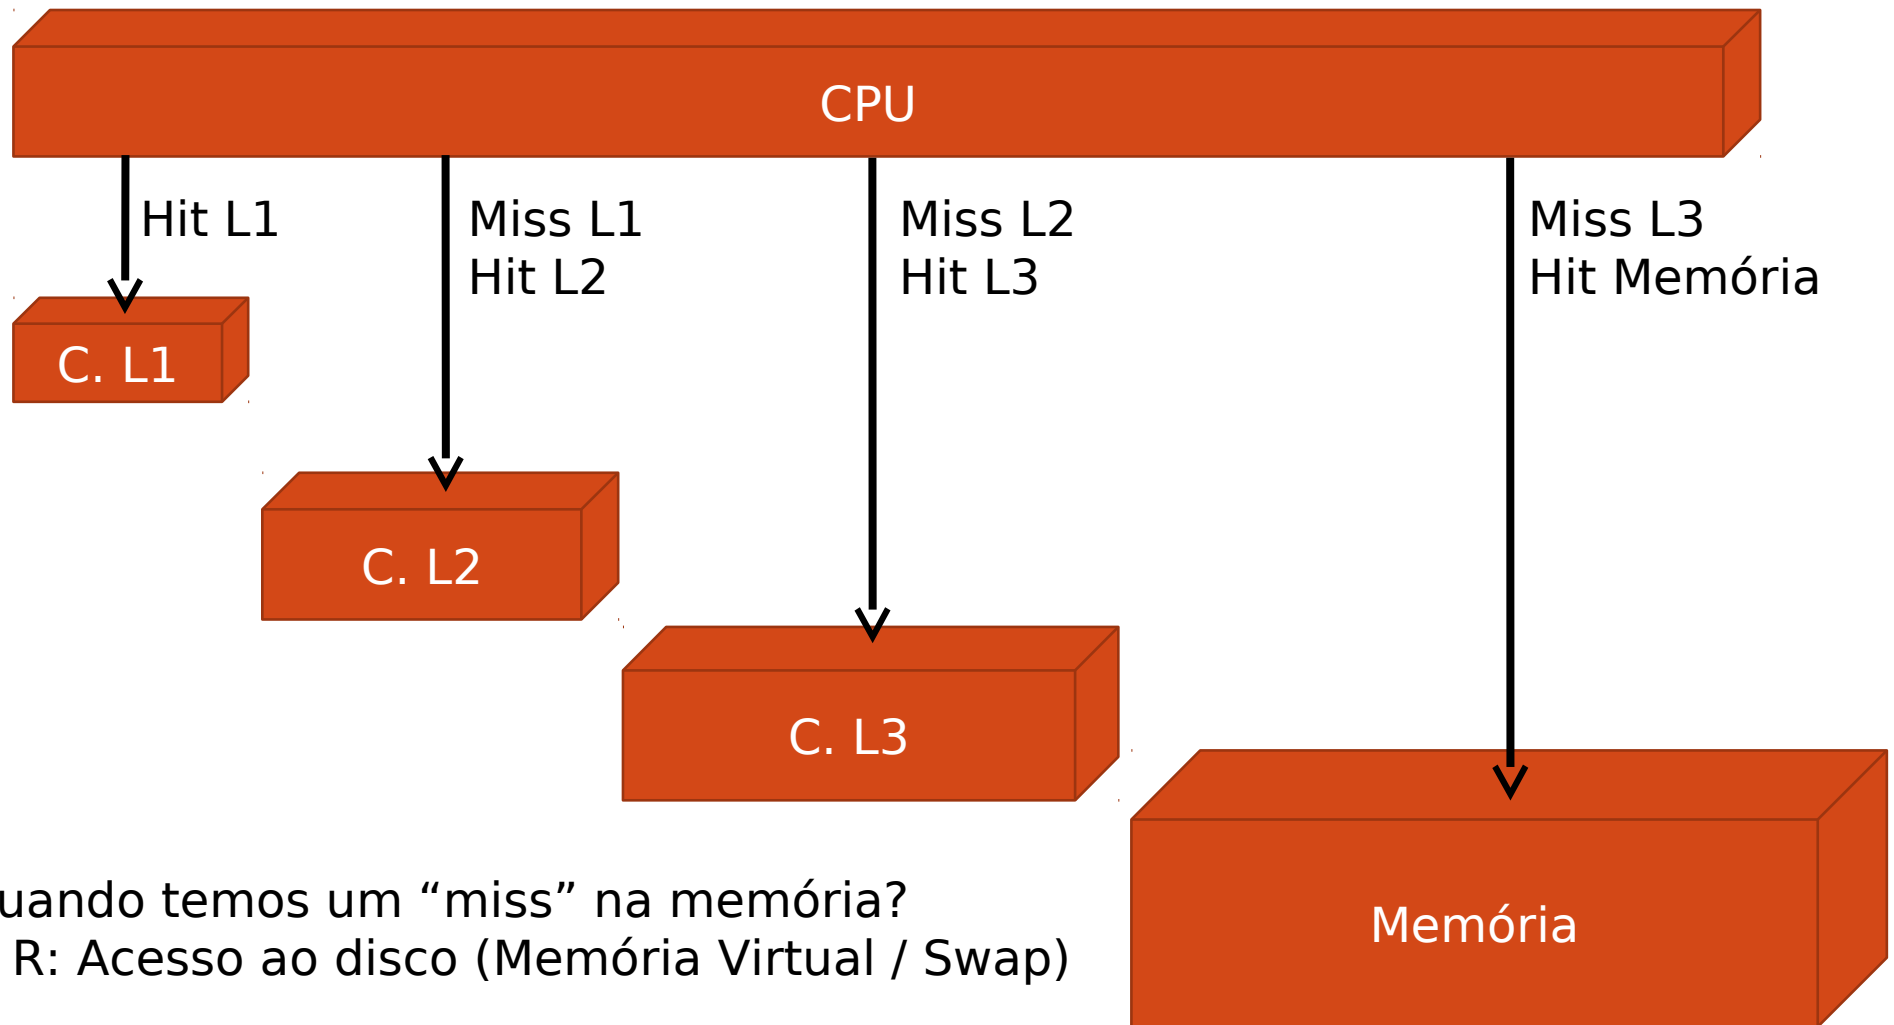 CPU
Hit L1
Miss L1
Hit L2
Miss L2
Hit L3
Miss L3
Hit Memória
C. L1
C. L2
C. L3
Memória
uando temos um “miss” na memória?
R: Acesso ao disco (Memória Virtual / Swap)